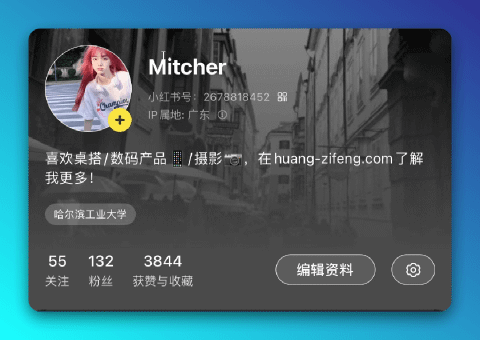 Mitcher
小红书号：2678818452
IP 属地：广东
喜欢桌搭/数码产品📱/摄影📷，在huang-zifeng.com了解
我更多！
哈尔滨工业大学
55 132 3844
关注 粉丝 获赞与收藏
编辑资料